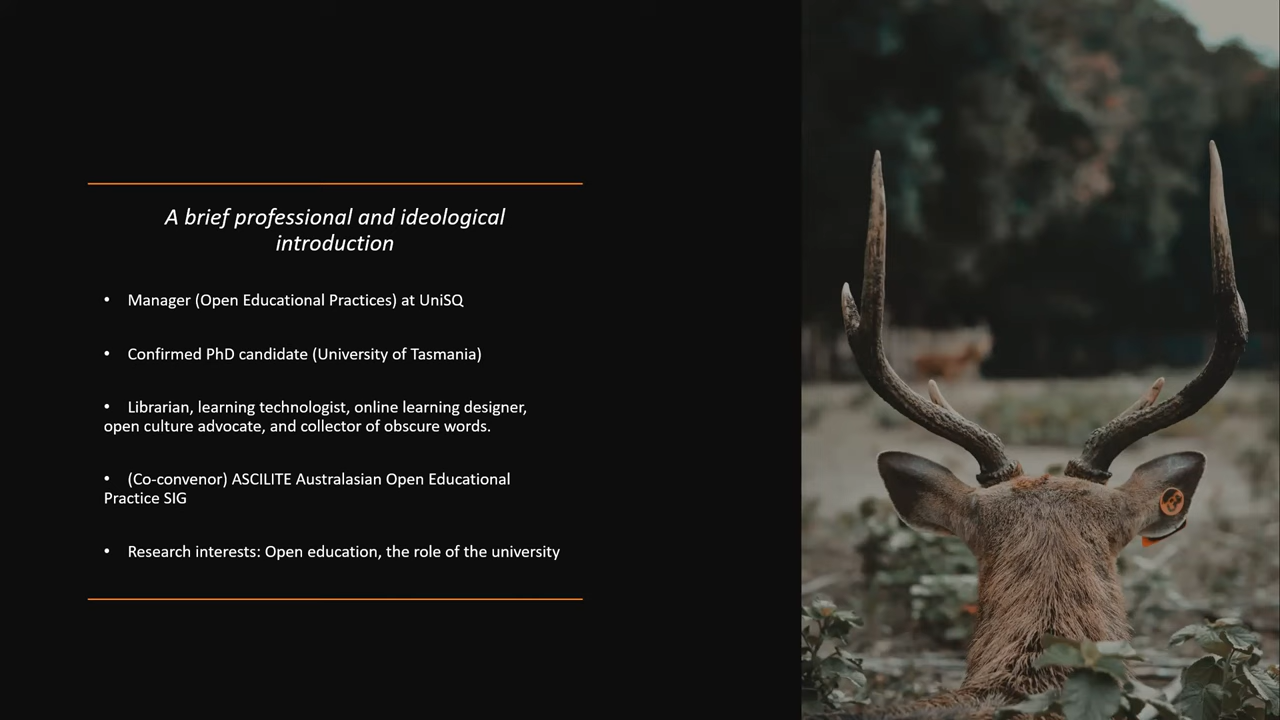 A brief professional and ideological
introduction
• Manager (Open Educational Practices) at UniSQ
• Confirmed PhD candidate (University of Tasmania)
• Librarian, learning technologist, online learning designer,
open culture advocate, and collector of obscure words.
• (Co-convenor) ASCILITE Australasian Open Educational
Practice SIG
• Research interests: Open education, the role of the university